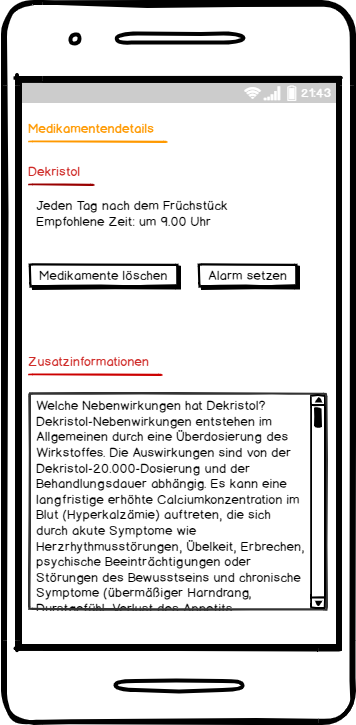 21:43
Medikamentendetails
Dekristol
Jeden Tag nach dem Früchstück
Empfohlene Zeit: um 9.00 Uhr
Medikamente löschen
Alarm setzen
Zusatzinformationen
Welche Nebenwirkungen hat Dekristol?
Dekristol-Nebenwirkungen entstehen im
Allgemeinen durch eine Überdosierung des
Wirkstoffes. Die Auswirkungen sind von der
Dekristol-20.000-Dosierung und der
Behandlungsdauer abhängig. Es kann eine
langfristige erhöhte Calciumkonzentration im
Blut (Hyperkalzämie) auftreten, die sich
durch akute Symptome wie
Herzrhythmusstörungen, Übelkeit, Erbrechen,
psychische Beeinträchtigungen oder
Störungen des Bewusstseins und chronische
Symptome (übermäßiger Harndrang,
Durstgefühl, Verlust des Appetits,